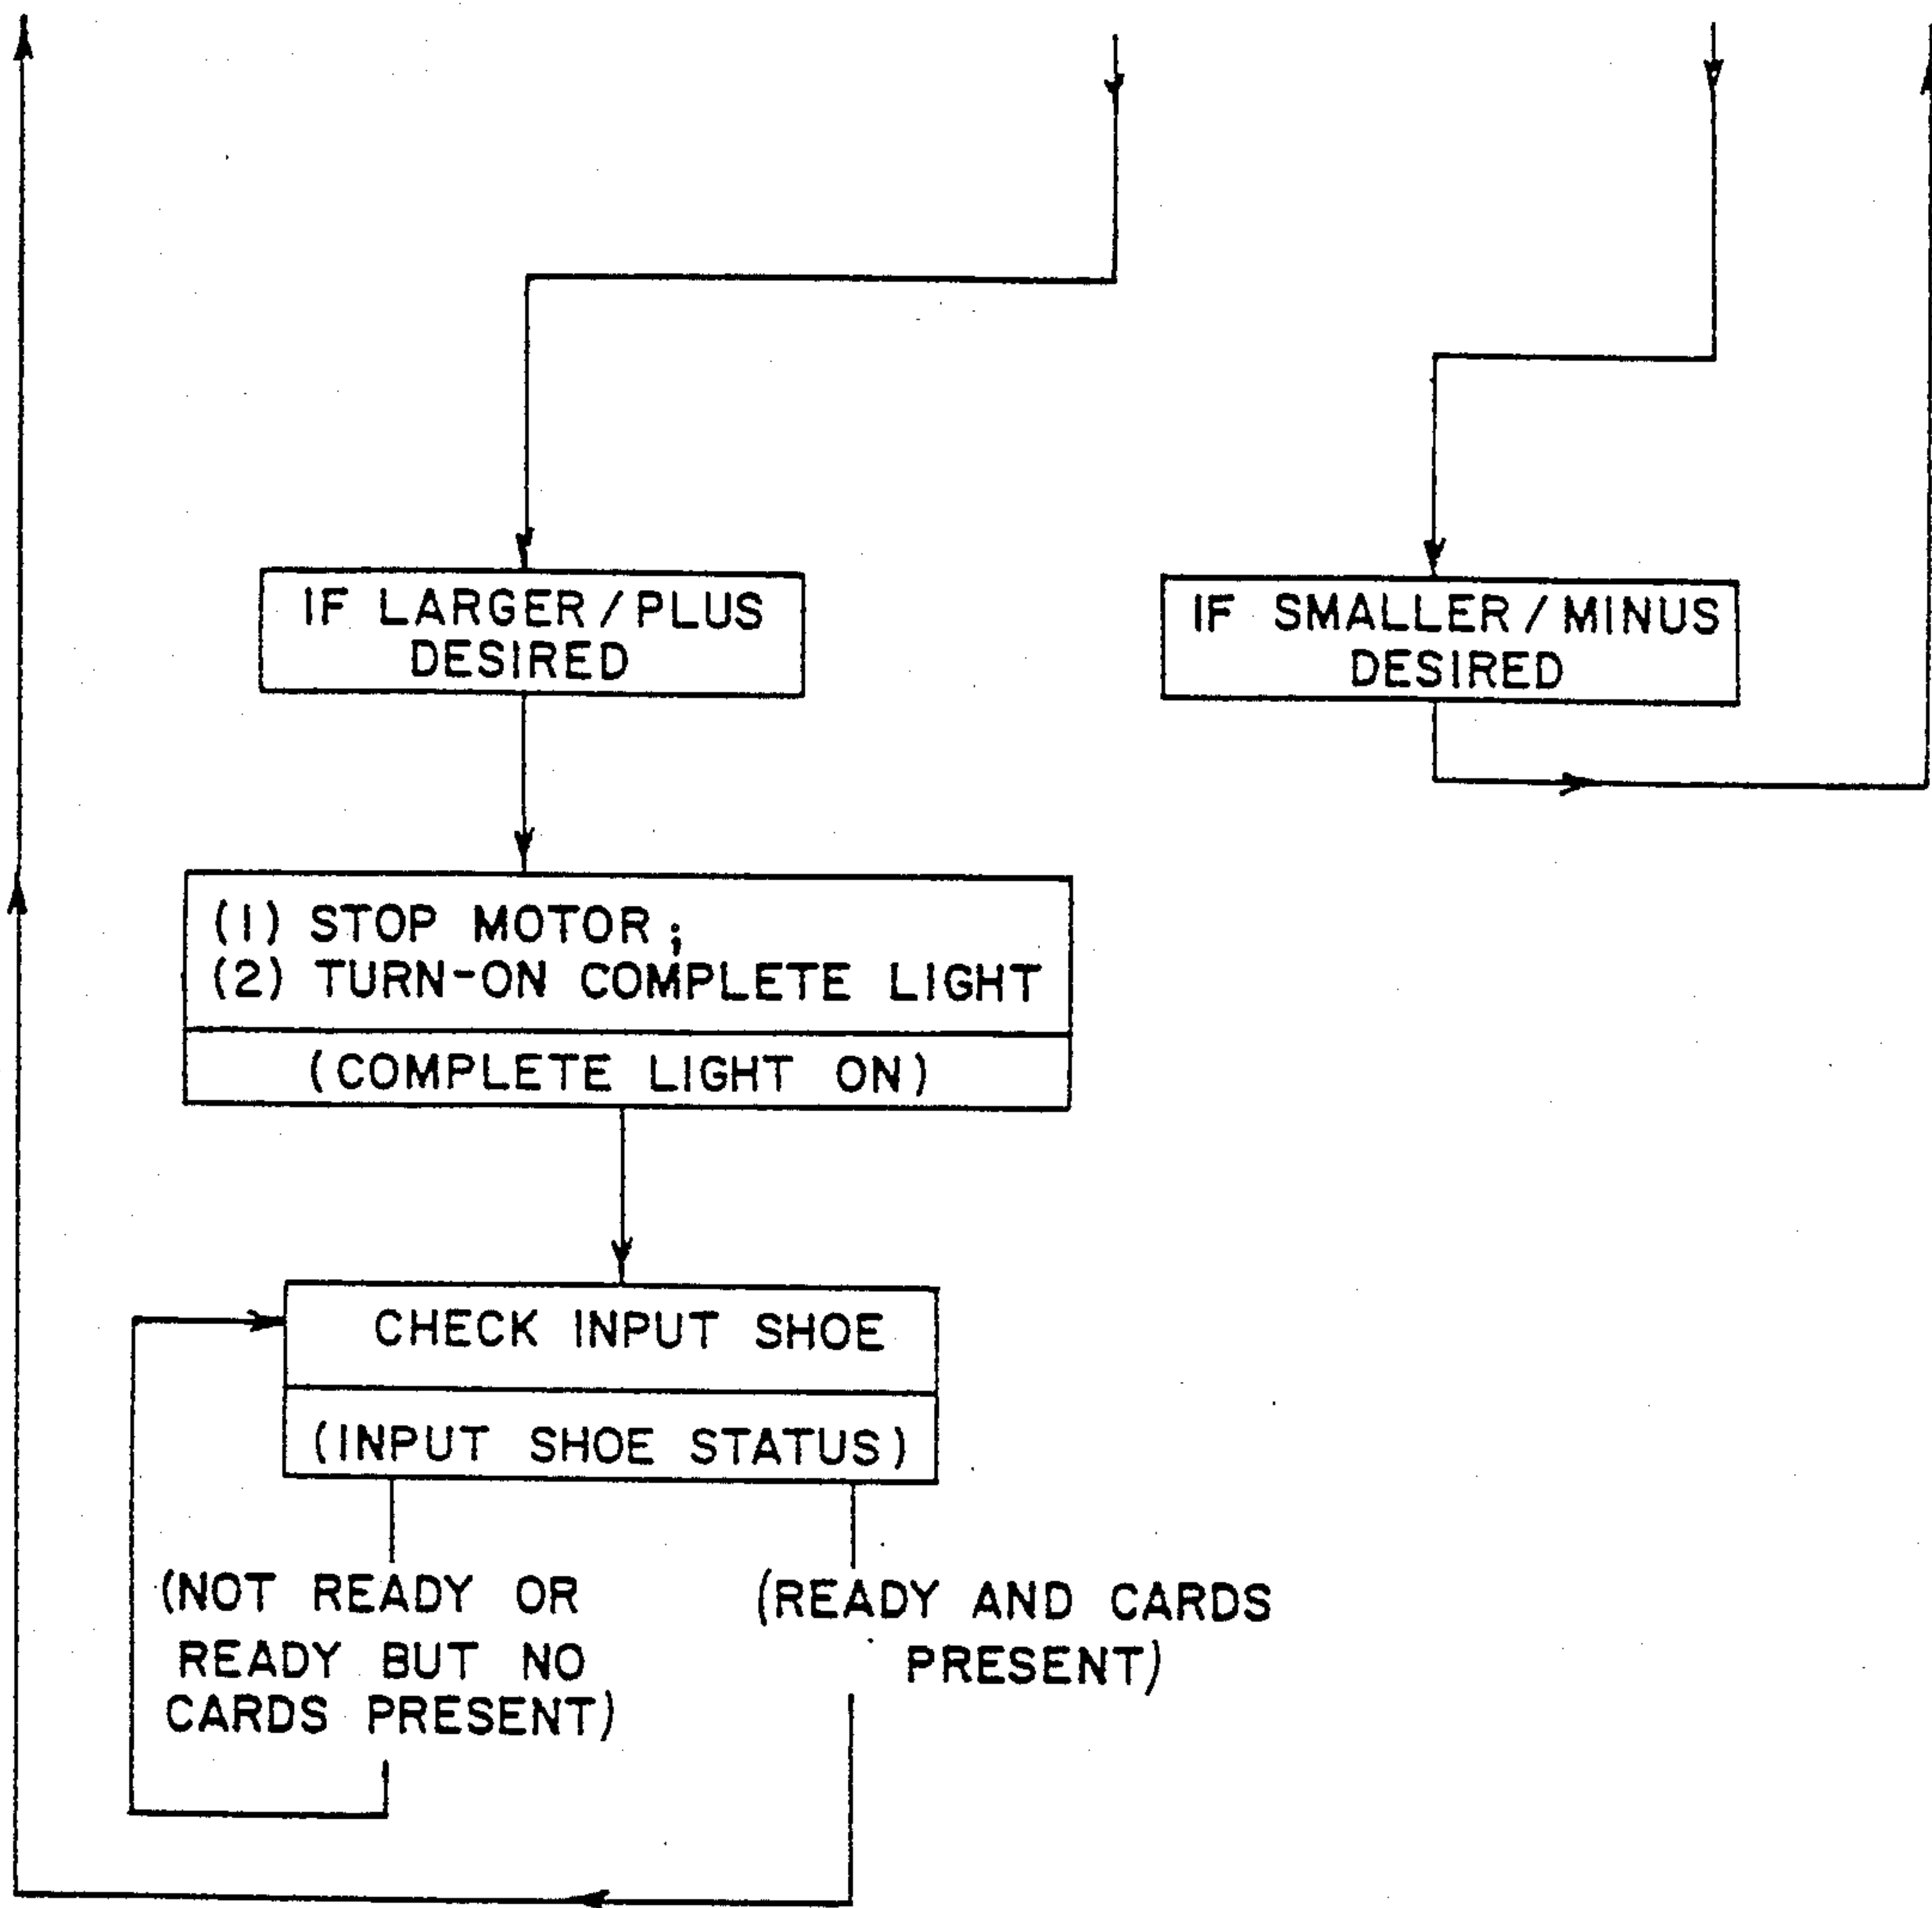 IF LARGER/PLUS
DESIRED
IF SMALLER/MINUS
DESIRED
(1) STOP MOTOR;
(2) TURN-ON COMPLETE LIGHT
(COMPLETE LIGHT ON)
CHECK INPUT SHOE
(INPUT SHOE STATUS)
(NOT READY OR
READY BUT NO
CARDS PRESENT)
(READY AND CARDS
PRESENT)